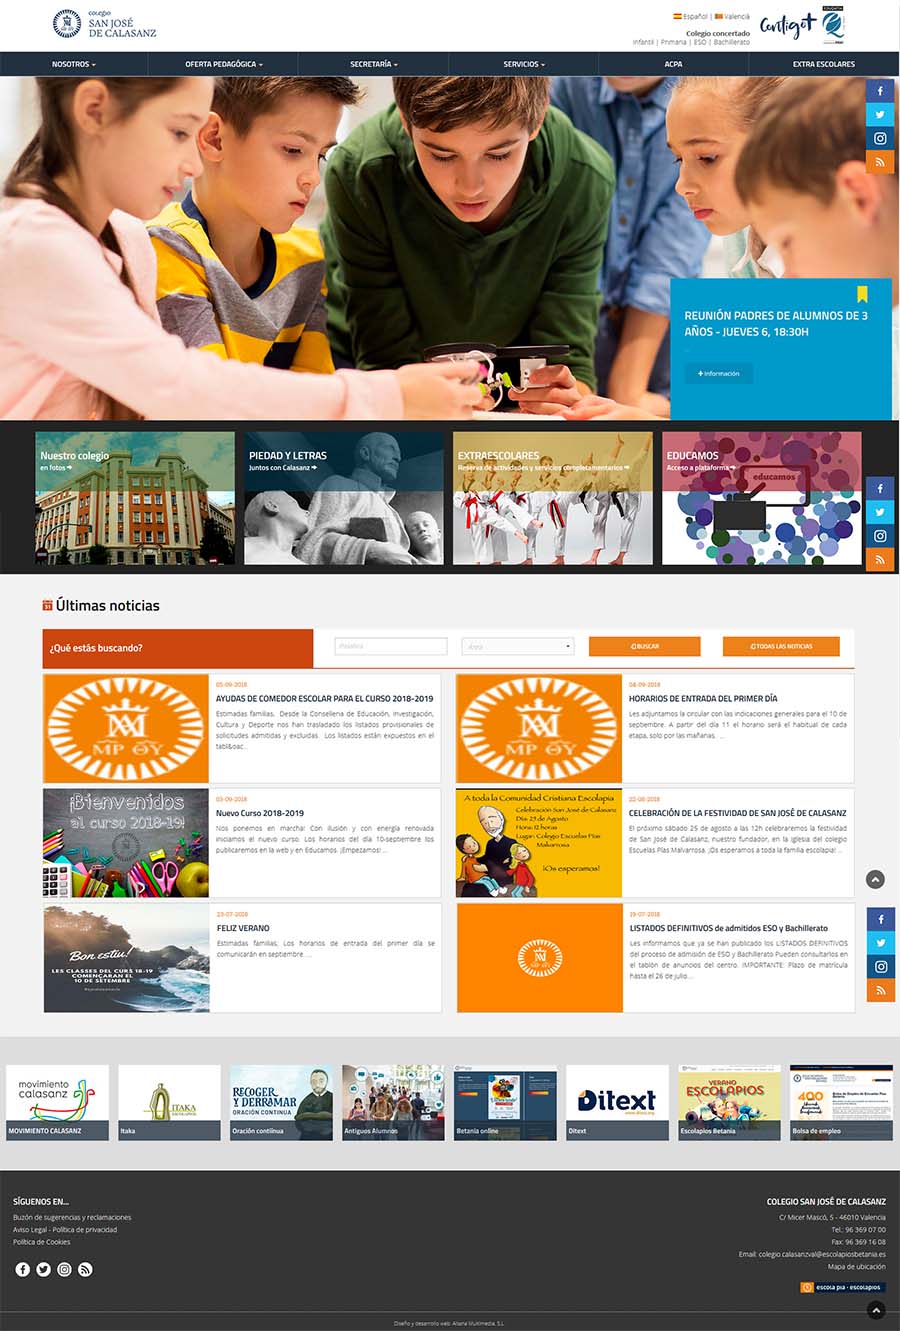 colegio
SAN JOSÉ
DE CALASANZ
Español | Valencià
Colegio concertado
Infantil | Primaria | ESO | Bachillerato
Contigo+
NOSOTROS
OFERTA PEDAGÓGICA
SECRETARÍA
SERVICIOS
ACPA
EXTRA ESCOLARES
REUNIÓN PADRES DE ALUMNOS DE 3
AÑOS - JUEVES 6, 18:30H
+ Información
Nuestro colegio
en fotos
PIEDAD Y LETRAS
Juntos con Calasanz
EXTRAESCOLARES
Reserva de actividades y servicios complementarios
EDUCAMOS
Acceso a plataforma
educamos
Últimas noticias
¿Qué estás buscando?
Palabra
Área
BUSCAR
TODAS LAS NOTICIAS
05-09-2018
AYUDAS DE COMEDOR ESCOLAR PARA EL CURSO 2018-2019
Estimadas familias, Desde la Conselleria de Educación, Investigación,
Cultura y Deporte nos han trasladado los listados provisionales de
solicitudes admitidas y excluidas. Los listados están expuestos en el
tabl&oac...
MP ΘΥ
04-09-2018
HORARIOS DE ENTRADA DEL PRIMER DÍA
Les adjuntamos la circular con las indicaciones generales para el 10 de
septiembre. A partir del día 11 el horario será el habitual de cada
etapa, solo por las mañanas. ...
MP ΘΥ
¡Bienvenidos
al curso 2018-19!
03-09-2018
Nuevo Curso 2018-2019
Nos ponemos en marcha! Con ilusión y con energía renovada
iniciamos el nuevo curso. Los horarios del día 10-septiembre los
publicaremos en la web y en Educamos. ¡Empezamos! ...
A toda la Comunidad Cristiana Escolapia
Celebración San José de Calasanz
Día: 25 de Agosto
Hora: 12 horas
Lugar: Colegio Escuelas Pías
Malvarrosa
¡Os esperamos!
22-08-2018
CELEBRACIÓN DE LA FESTIVIDAD DE SAN JOSÉ DE CALASANZ
El próximo sábado 25 de agosto a las 12h celebraremos la festividad
de San José de Calasanz, nuestro fundador, en la iglesia del colegio
Escuelas Pías Malvarrosa. ¡Os esperamos a toda la familia escolapia! ...
Bon estiu!
LES CLASSES DEL CURS 18-19
COMENÇARAN EL
10 DE SETEMBRE
23-07-2018
FELIZ VERANO
Estimadas familias, Los horarios de entrada del primer día se
comunicarán en septiembre. ...
19-07-2018
LISTADOS DEFINITIVOS de admitidos ESO y Bachillerato
Les informamos que ya se han publicado los LISTADOS DEFINITIVOS
del proceso de admisión de ESO y Bachillerato Pueden consultarlos en
el tablón de anuncios del centro. IMPORTANTE: Plazo de matrícula
hasta el 26 de julio...
movimiento
calasanz
MOVIMIENTO CALASANZ
ITAKA
ESCOLAPIOS
Itaka
RECOGER
Y DERRAMAR
ORACIÓN CONTINUA
Oración contiinua
Antiguos Alumnos
Betania online
Ditext
Ditext
VERANO
ESCOLAPIOS
Escolapios Betania
400
Bolsa de empleo
SÍGUENOS EN...
Buzón de sugerencias y reclamaciones
Aviso Legal - Política de privacidad
Política de Cookies
COLEGIO SAN JOSÉ DE CALASANZ
C/ Micer Mascó, 5 - 46010 Valencia
Tel.: 96 369 07 00
Fax: 96 369 16 08
Email: colegio.calasanzval@escolapiosbetania.es
Mapa de ubicación
escola pia · escolapios
Diseño y desarrollo web: Aitana Multimedia, S.L.